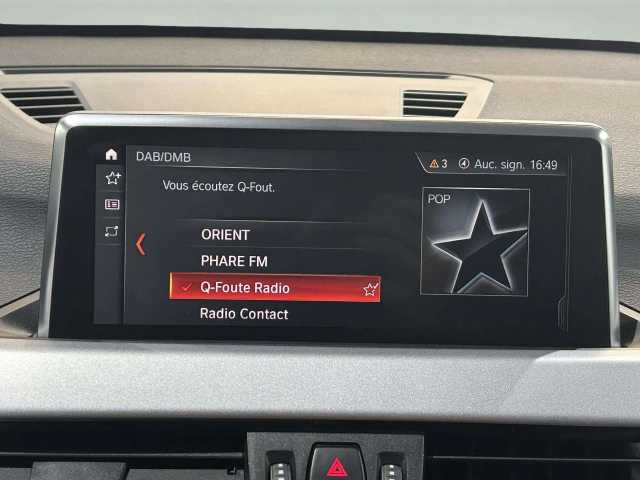 DAB/DMB
3 Auc. sign. 16:49
Vous écoutez Q-Fout.
POP
ORIENT
PHARE FM
Q-Foute Radio
Radio Contact